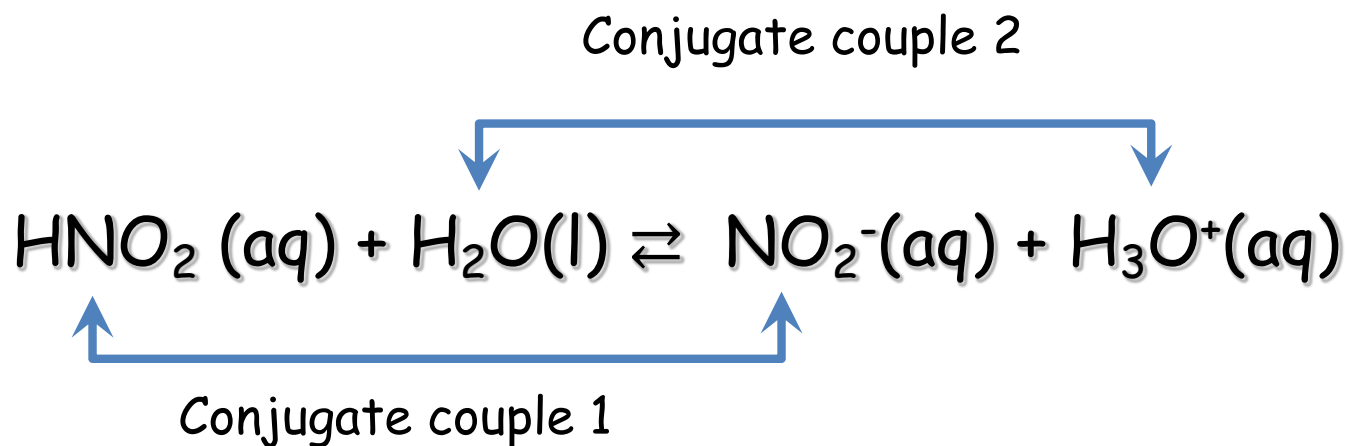 Conjugate couple 2
HNO₂ (aq) + H₂O(l) ⇄ NO₂⁻(aq) + H₃O⁺(aq)
Conjugate couple 1